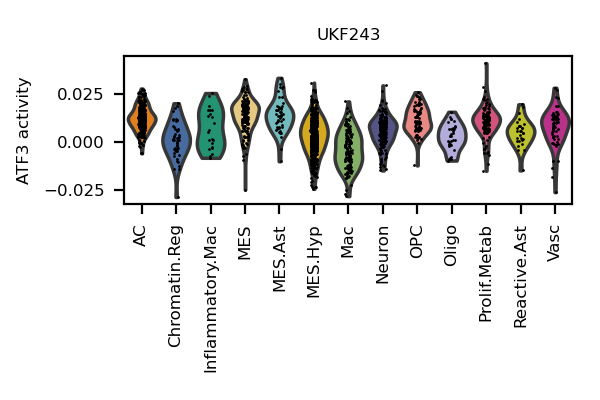 UKF243
ATF3 activity
0.025
0.000
−0.025
AC
Chromatin.Reg
Inflammatory.Mac
MES
MES.Ast
MES.Hyp
Mac
Neuron
OPC
Oligo
Prolif.Metab
Reactive.Ast
Vasc